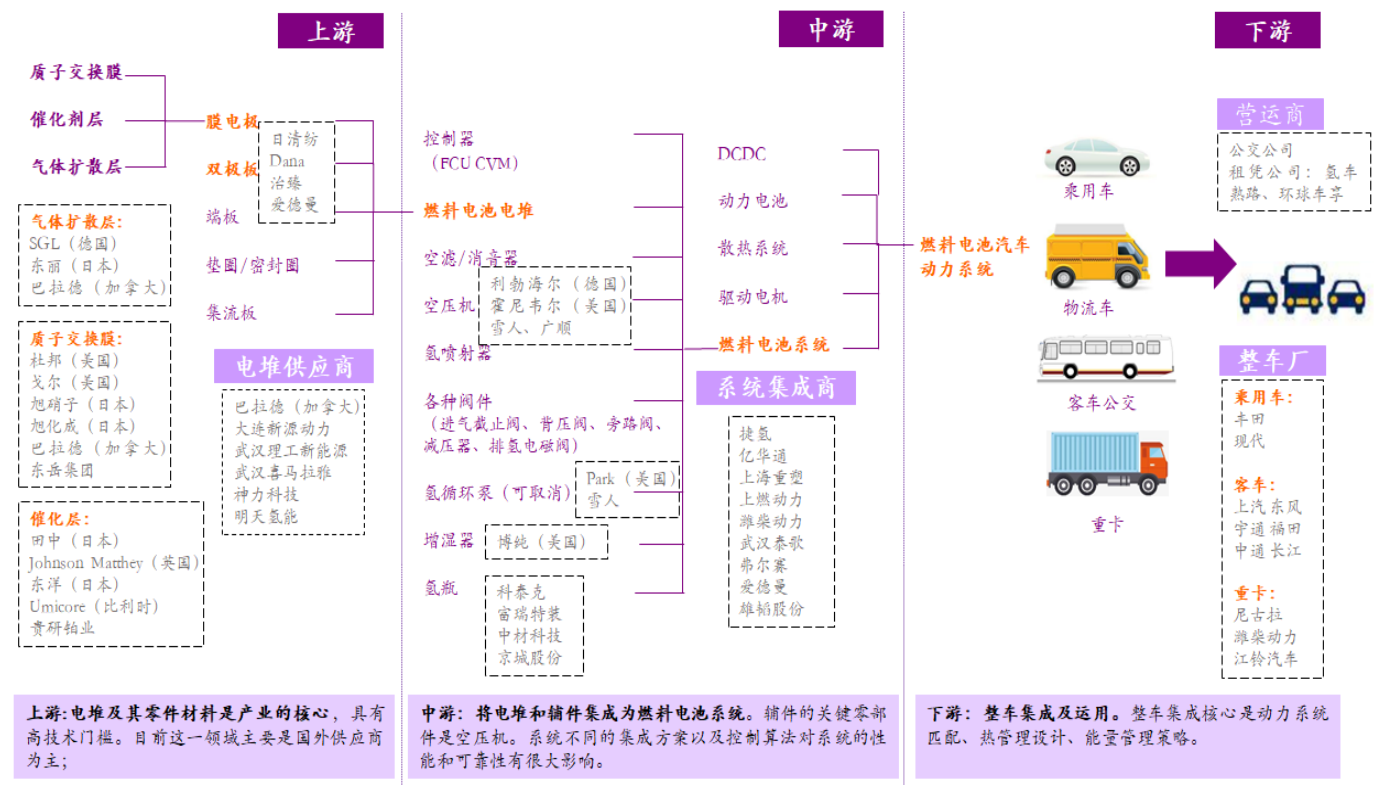 上游
质子交换膜
催化剂层
气体扩散层
膜电极
双极板
端板
垫圈/密封圈
集流板
日清纺
Dana
治臻
爱德曼
气体扩散层:
SGL（德国）
东丽（日本）
巴拉德（加拿大）
质子交换膜:
杜邦（美国）
戈尔（美国）
旭硝子（日本）
旭化成（日本）
巴拉德（加拿大）
东岳集团
催化层:
田中（日本）
Johnson Matthey（英国）
东洋（日本）
Umicore（比利时）
贵研铂业
电堆供应商
巴拉德（加拿大）
大连新源动力
武汉理工新能源
武汉喜马拉雅
神力科技
明天氢能
上游:电堆及其零件材料是产业的核心，具有
高技术门槛。目前这一领域主要是国外供应商
为主；
中游
控制器
（FCU CVM）
燃料电池电堆
空滤/消音器
空压机
利勃海尔（德国）
霍尼韦尔（美国）
雪人、广顺
氢喷射器
各种阀件
（进气截止阀、背压阀、旁路阀、
减压器、排氢电磁阀）
氢循环泵（可取消）
Park（美国）
雪人
增湿器
博纯（美国）
氢瓶
科泰克
富瑞特装
中材科技
京城股份
DCDC
动力电池
散热系统
驱动电机
燃料电池系统
系统集成商
捷氢
亿华通
上海重塑
上燃动力
潍柴动力
武汉泰歌
弗尔赛
爱德曼
雄韬股份
中游：将电堆和辅件集成为燃料电池系统。辅件的关键零部
件是空压机。系统不同的集成方案以及控制算法对系统的性
能和可靠性有很大影响。
下游
燃料电池汽车
动力系统
乘用车
物流车
客车公交
重卡
营运商
公交公司
租赁公司：氢车
熟路、环球车享
整车厂
乘用车:
丰田
现代
客车:
上汽 东风
宇通 福田
中通 长江
重卡:
尼古拉
潍柴动力
江铃汽车
下游：整车集成及运用。整车集成核心是动力系统
匹配、热管理设计、能量管理策略。